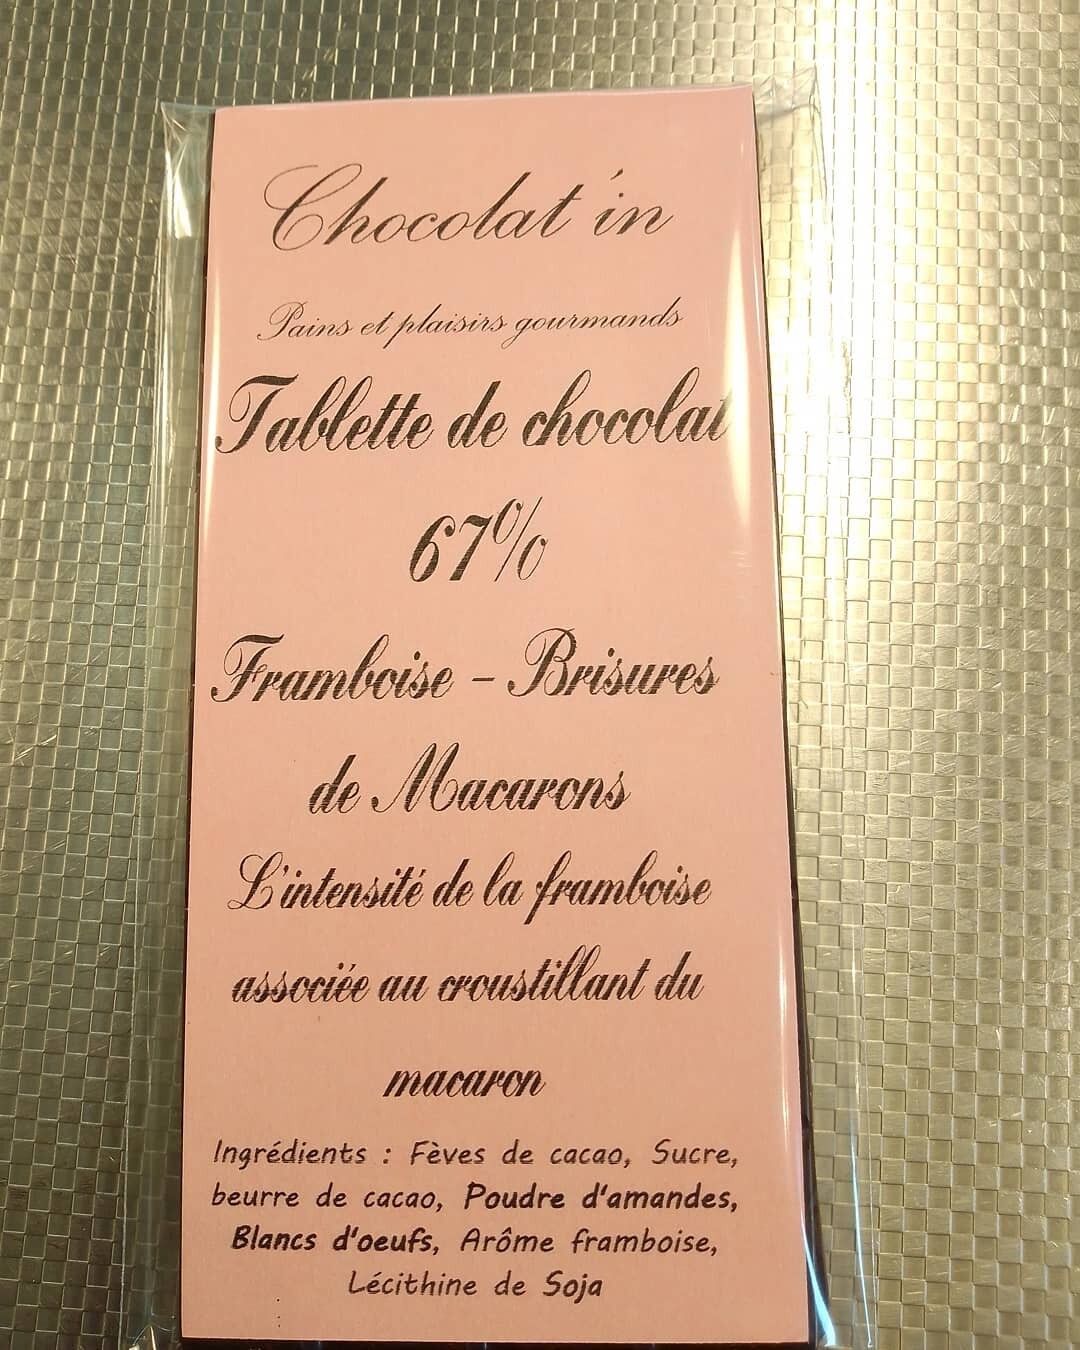 Chocolat'in
Pains et plaisirs gourmands
Tablette de chocolat
67%
Framboise - Brisures
de Macarons
L'intensité de la framboise
associée au croustillant du
macaron
Ingrédients : Fèves de cacao, Sucre,
beurre de cacao, Poudre d'amandes,
Blancs d'oeufs, Arôme framboise,
Lécithine de Soja